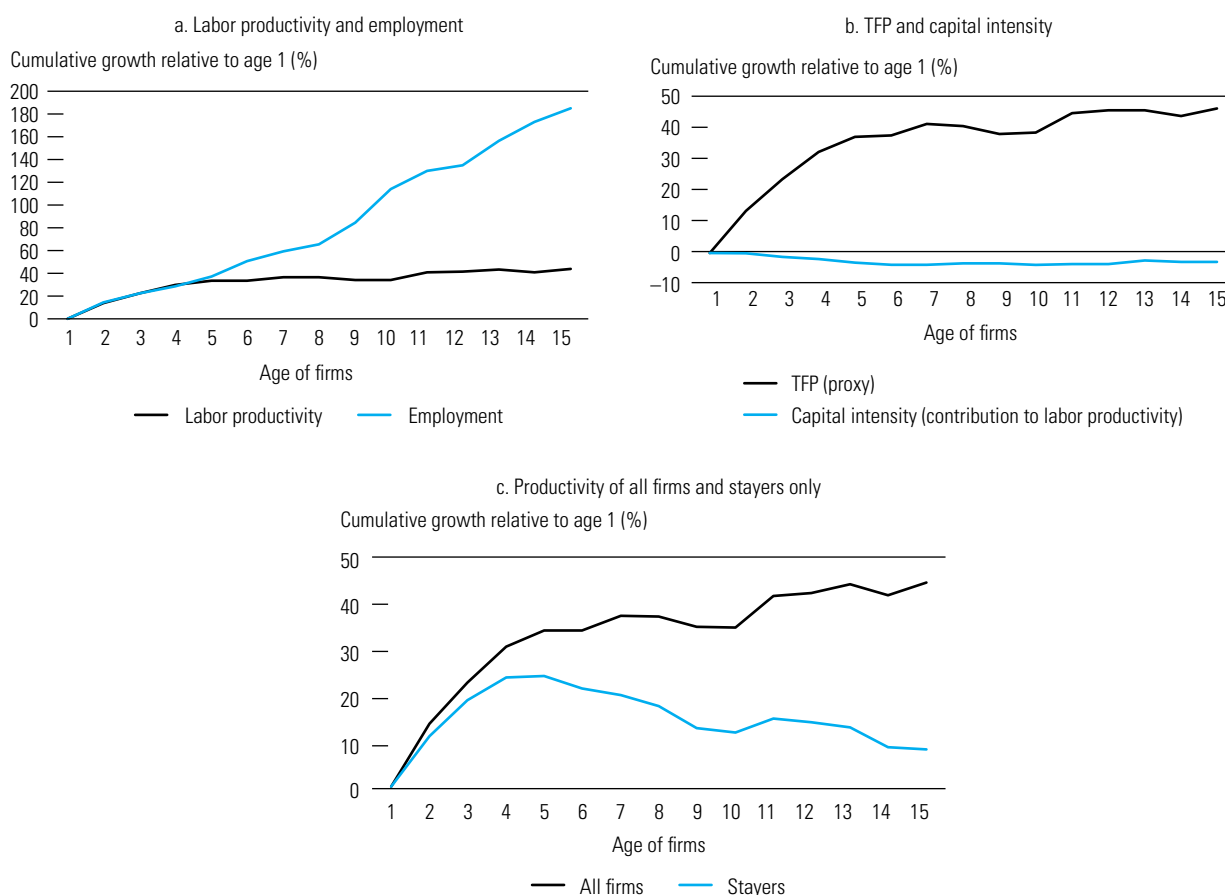 a. Labor productivity and employment
Cumulative growth relative to age 1 (%)
200
180
160
140
120
100
80
60
40
20
0
1 2 3 4 5 6 7 8 9 10 11 12 13 14 15
Age of firms
Labor productivity Employment
b. TFP and capital intensity
Cumulative growth relative to age 1 (%)
50
40
30
20
10
0
–10
1 2 3 4 5 6 7 8 9 10 11 12 13 14 15
Age of firms
TFP (proxy)
Capital intensity (contribution to labor productivity)
c. Productivity of all firms and stayers only
Cumulative growth relative to age 1 (%)
50
40
30
20
10
0
1 2 3 4 5 6 7 8 9 10 11 12 13 14 15
Age of firms
All firms Stayers